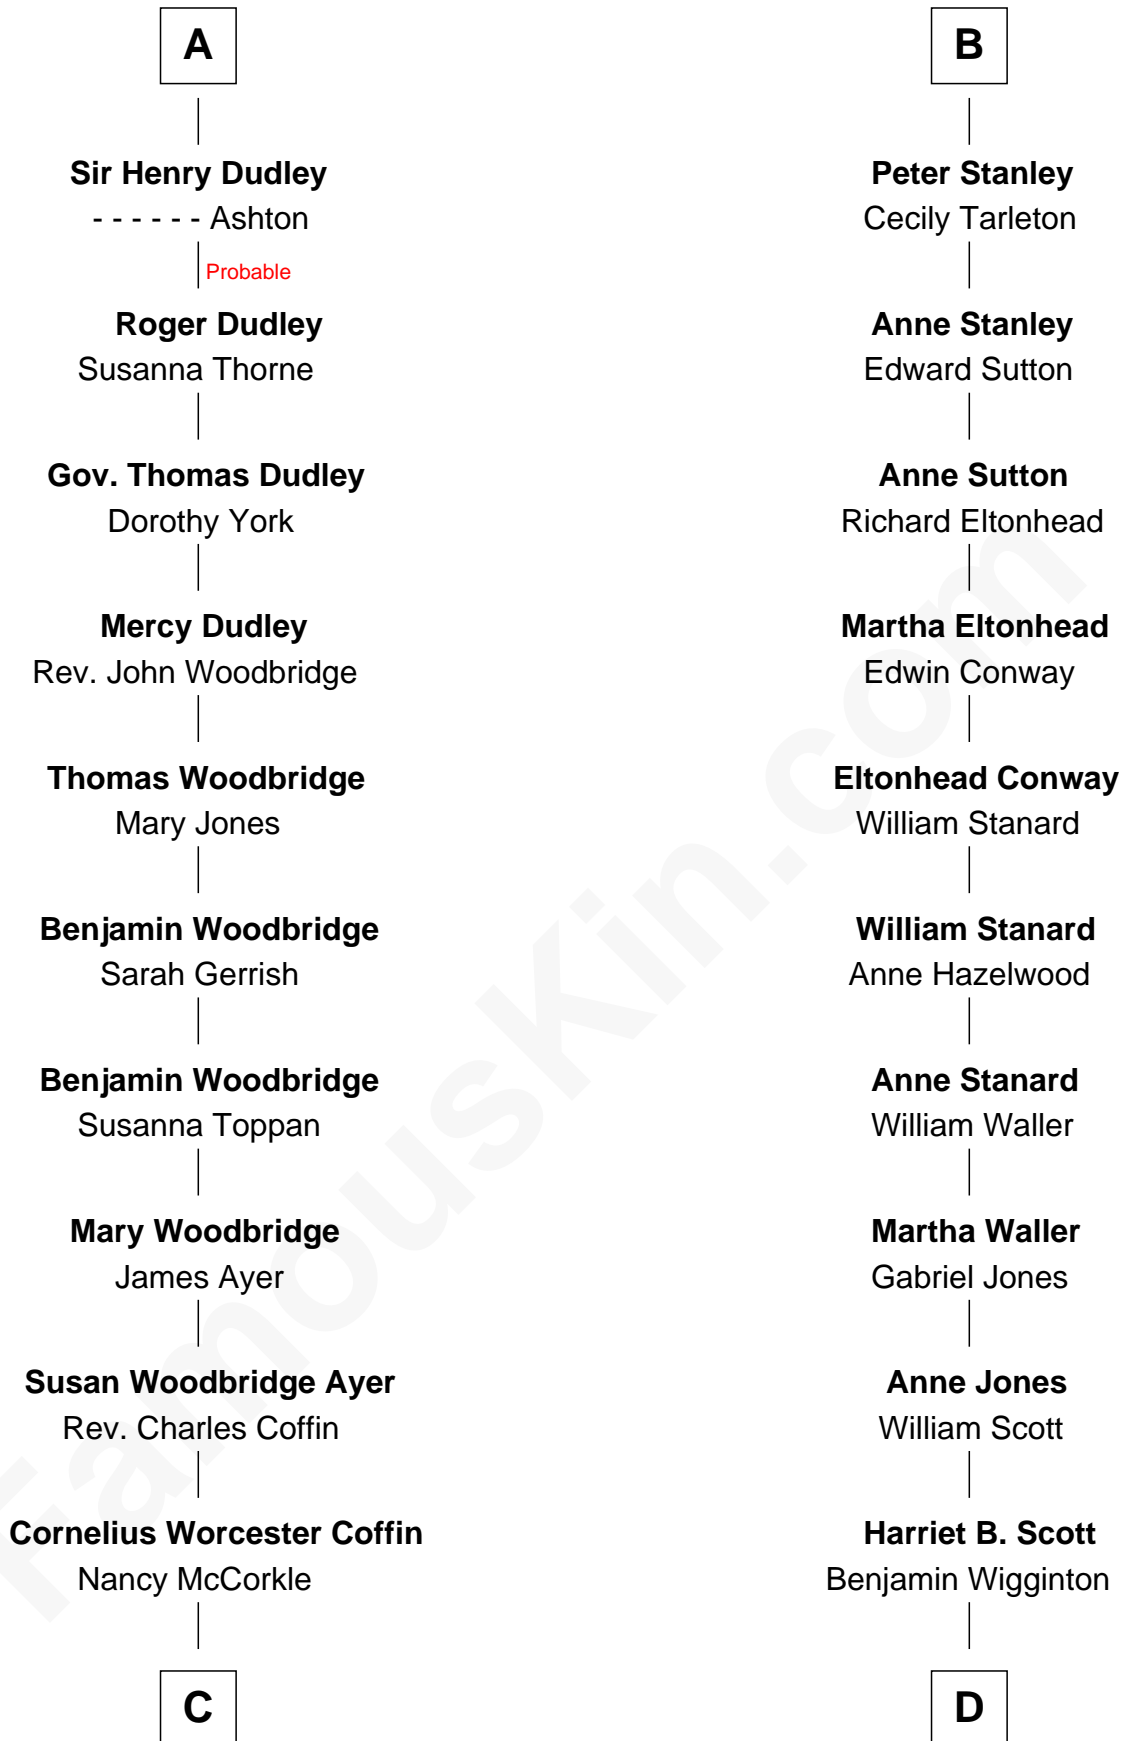 A
Sir Henry Dudley
- - - - - - Ashton
Probable
Roger Dudley
Susanna Thorne
Gov. Thomas Dudley
Dorothy York
Mercy Dudley
Rev. John Woodbridge
Thomas Woodbridge
Mary Jones
Benjamin Woodbridge
Sarah Gerrish
Benjamin Woodbridge
Susanna Toppan
Mary Woodbridge
James Ayer
Susan Woodbridge Ayer
Rev. Charles Coffin
Cornelius Worcester Coffin
Nancy McCorkle
C
B
Peter Stanley
Cecily Tarleton
Anne Stanley
Edward Sutton
Anne Sutton
Richard Eltonhead
Martha Eltonhead
Edwin Conway
Eltonhead Conway
William Stanard
William Stanard
Anne Hazelwood
Anne Stanard
William Waller
Martha Waller
Gabriel Jones
Anne Jones
William Scott
Harriet B. Scott
Benjamin Wigginton
D
FamousKin.com